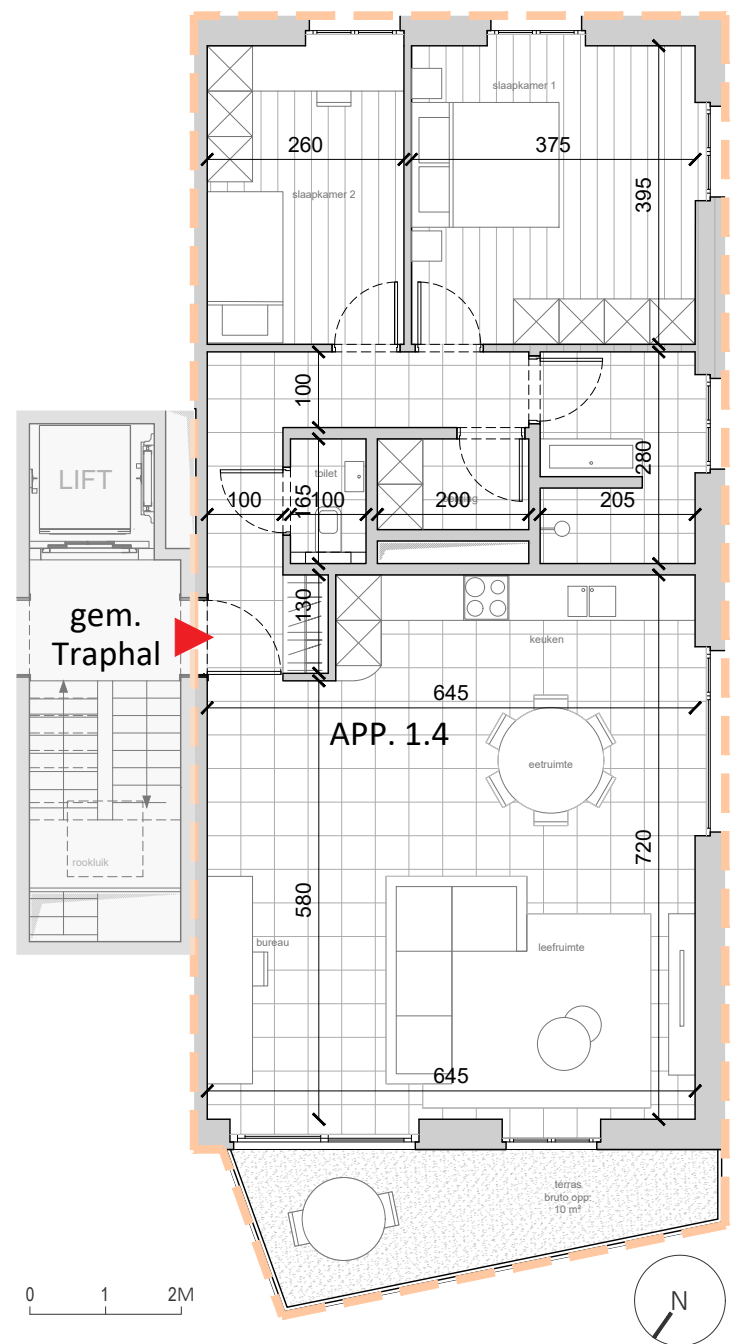 slaapkamer 1
260
375
395
slaapkamer 2
100
LIFT
toilet
280
100
165
100
200
205
130
gem.
Traphal
keuken
645
APP. 1.4
eetruimte
720
rookluik
580
bureau
leefruimte
645
terras
bruto opp:
10 m²
0 1 2M
N